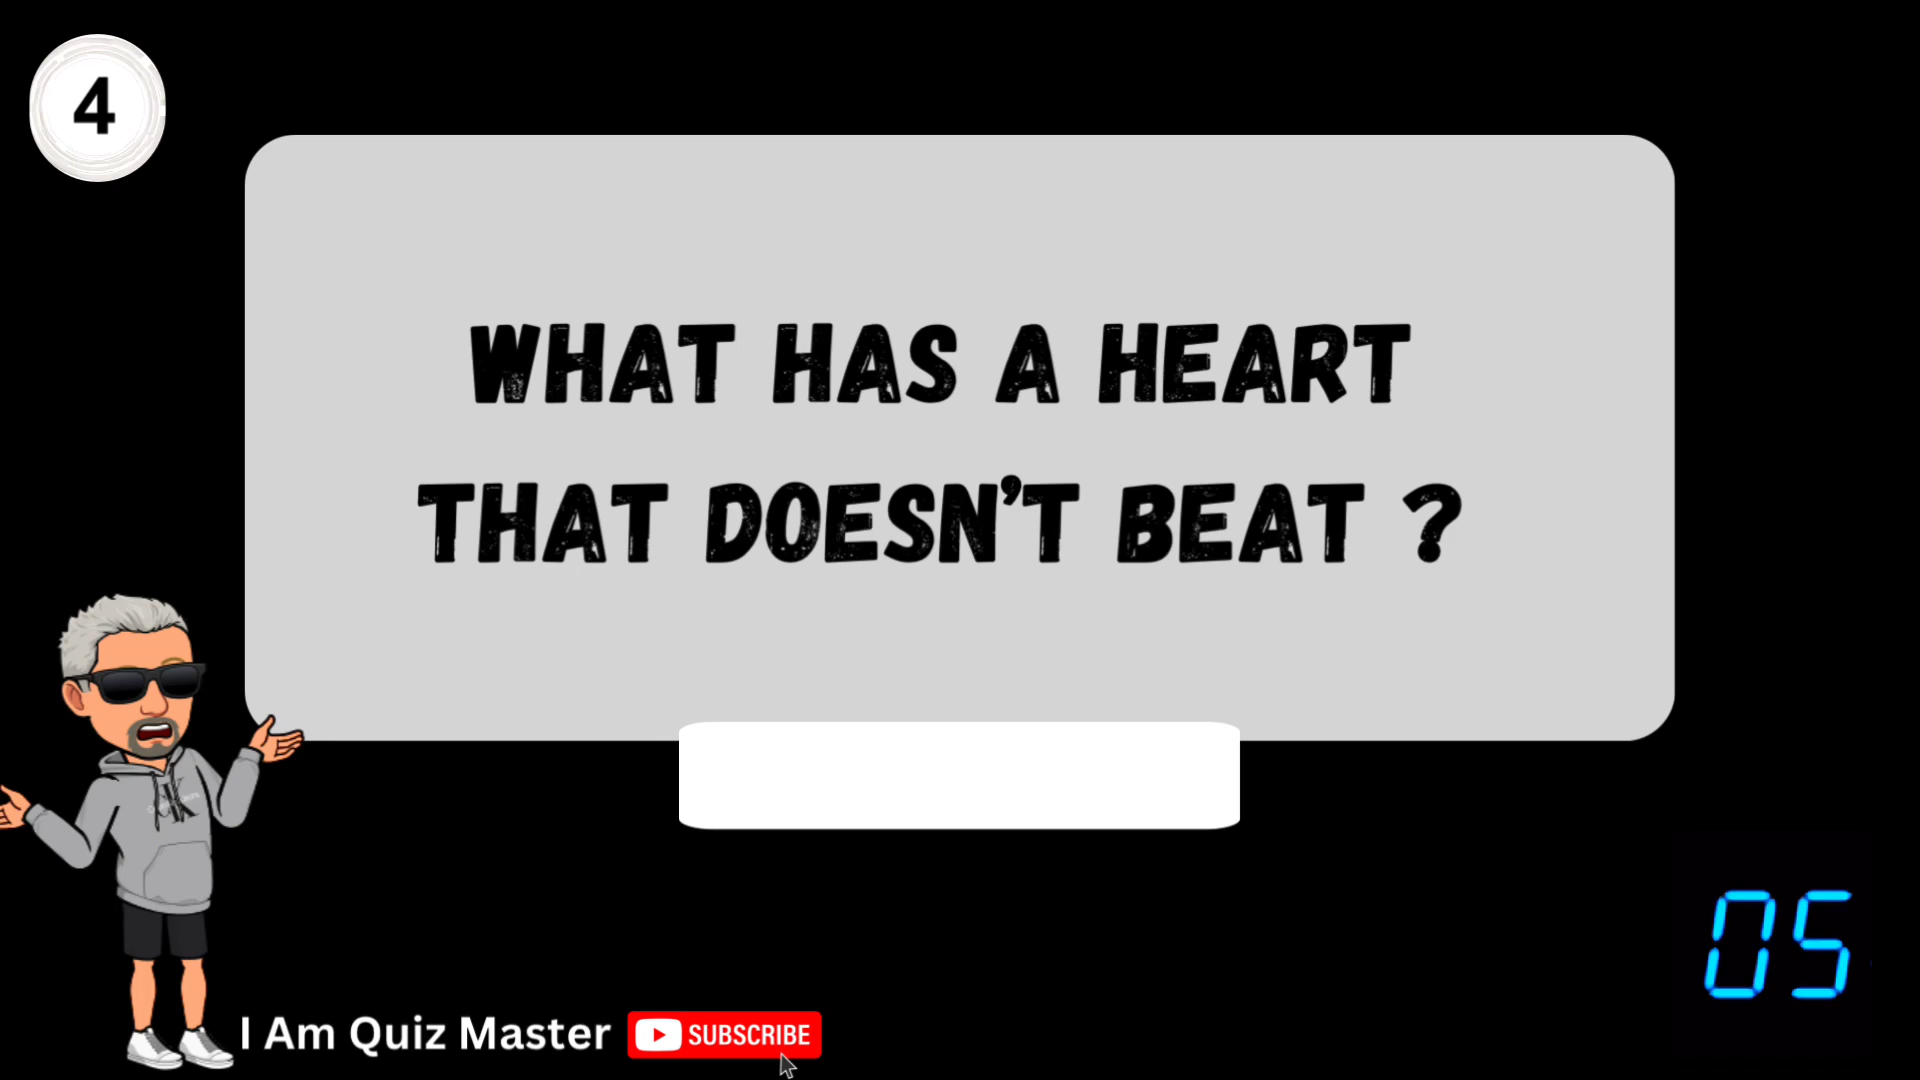 4
WHAT HAS A HEART
THAT DOESN’T BEAT ?
05
I Am Quiz Master
SUBSCRIBE